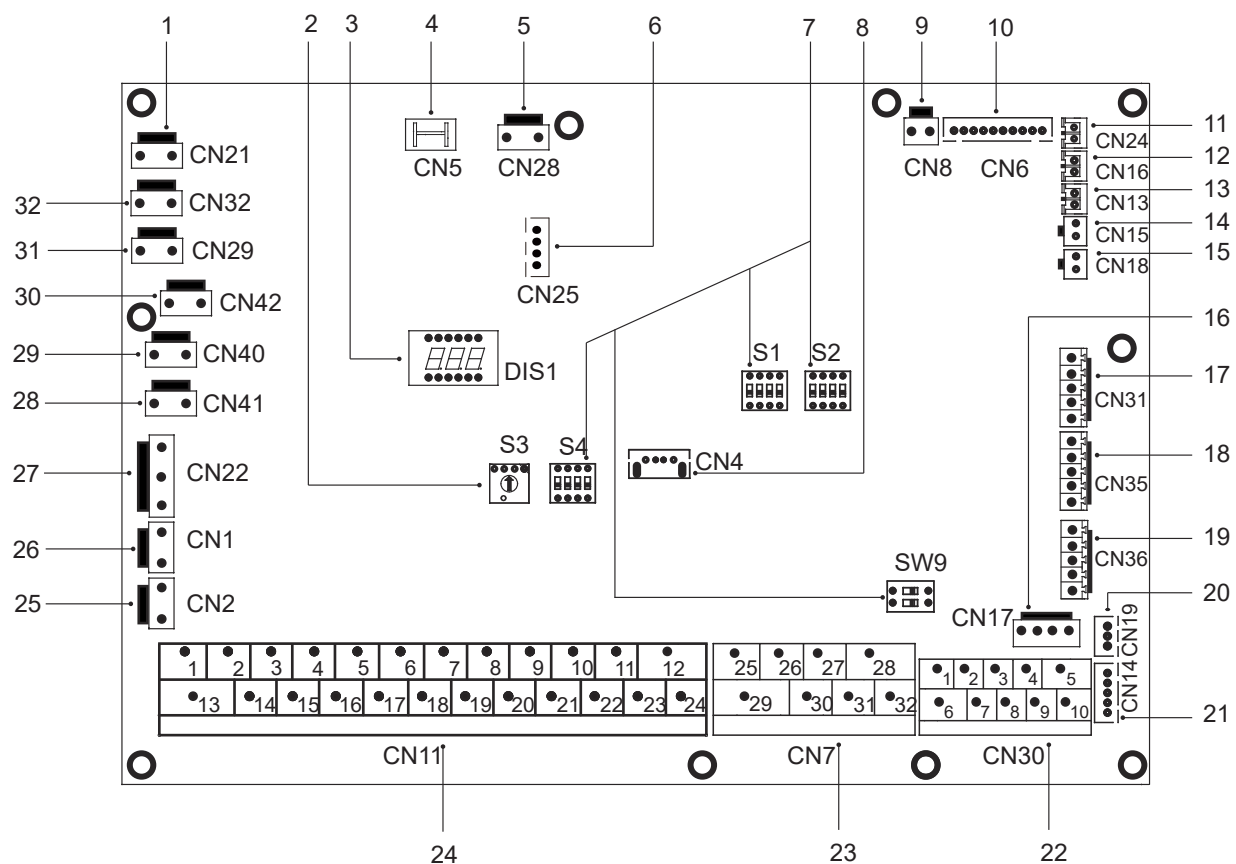 1 2 3 4 5 6 7 8 9 10
CN21
CN5
CN28
CN8
CN6
CN24 11
CN16 12
CN13 13
CN15 14
CN18 15
32 CN32
31 CN29
CN25
30 CN42
16
29 CN40
3 DIS1
S1 S2
17
28 CN41
CN31
S3 S4
CN4
18
27 CN22
CN35
26 CN1
19
CN36
SW9
25 CN2
20
CN17
CN19
1 2 3 4 5 6 7 8 9 10 11 12
25 26 27 28
1 2 3 4 5
CN14
13 14 15 16 17 18 19 20 21 22 23 24
29 30 31 32
6 7 8 9 10
21
CN11 CN7 CN30
24 23 22